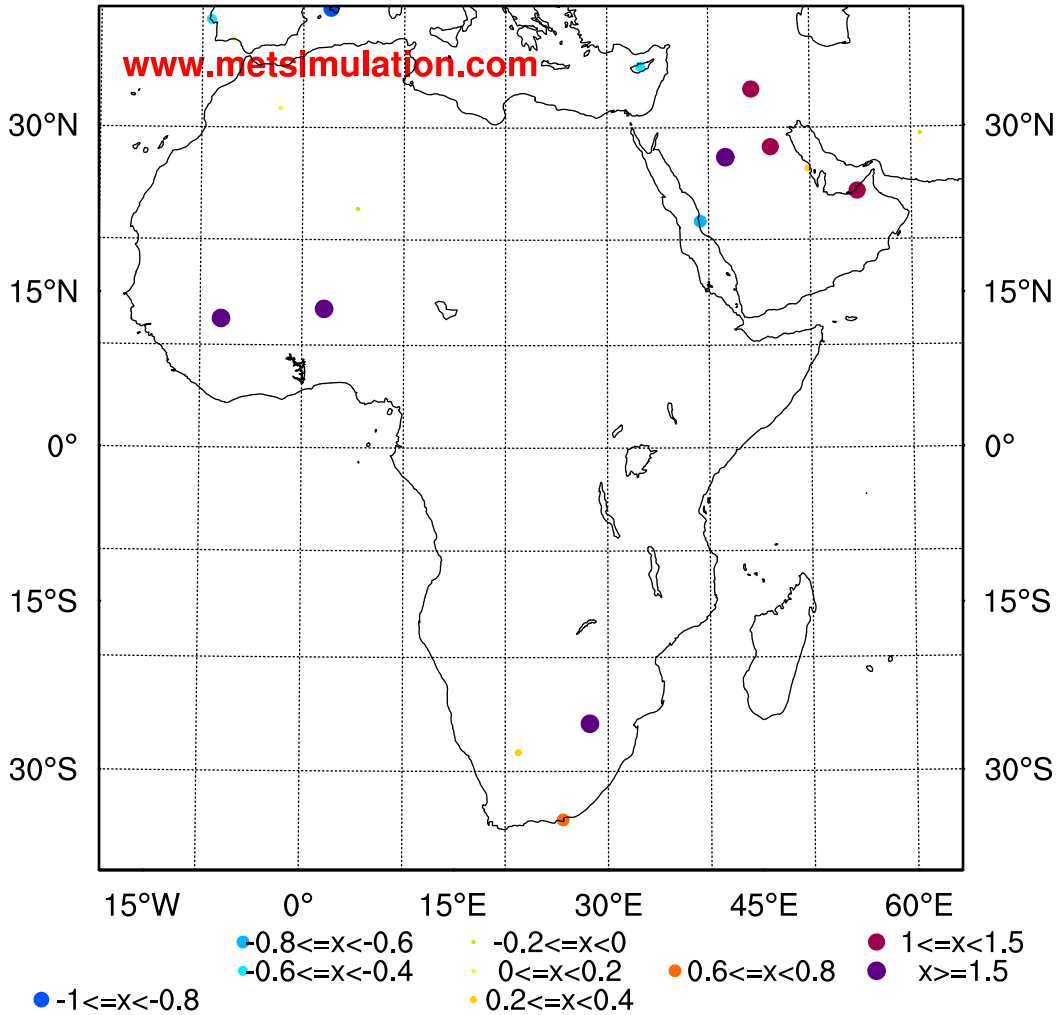 www.metsimulation.com
30°N 30°N
15°N 15°N
0° 0°
15°S 15°S
30°S 30°S
15°W 0° 15°E 30°E 45°E 60°E
-0.8<=x<-0.6 -0.2<=x<0 1<=x<1.5
-0.6<=x<-0.4 0<=x<0.2 0.6<=x<0.8 x>=1.5
-1<=x<-0.8 0.2<=x<0.4